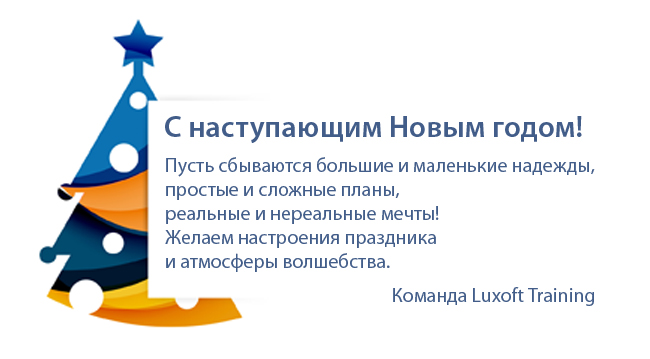 С наступающим Новым годом!
Пусть сбываются большие и маленькие надежды,
простые и сложные планы,
реальные и нереальные мечты!
Желаем настроения праздника
и атмосферы волшебства.
Команда Luxoft Training